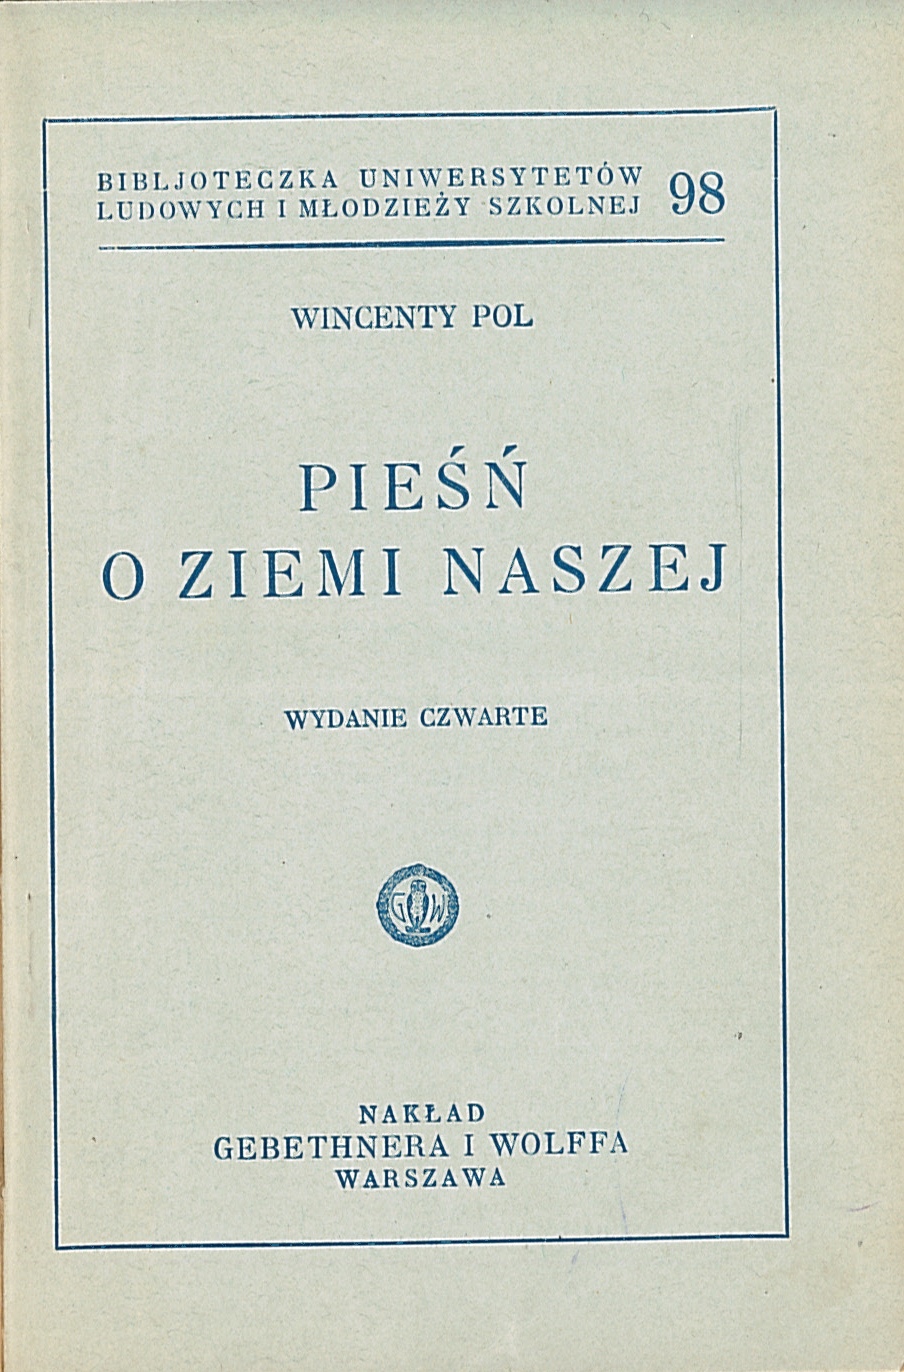 BIBLJOTECZKA UNIWERSYTETÓW
LUDOWYCH I MŁODZIEŻY SZKOLNEJ 98
WINCENTY POL
PIEŚŃ
O ZIEMI NASZEJ
WYDANIE CZWARTE
G W
NAKŁAD
GEBETHNERA I WOLFFA
WARSZAWA